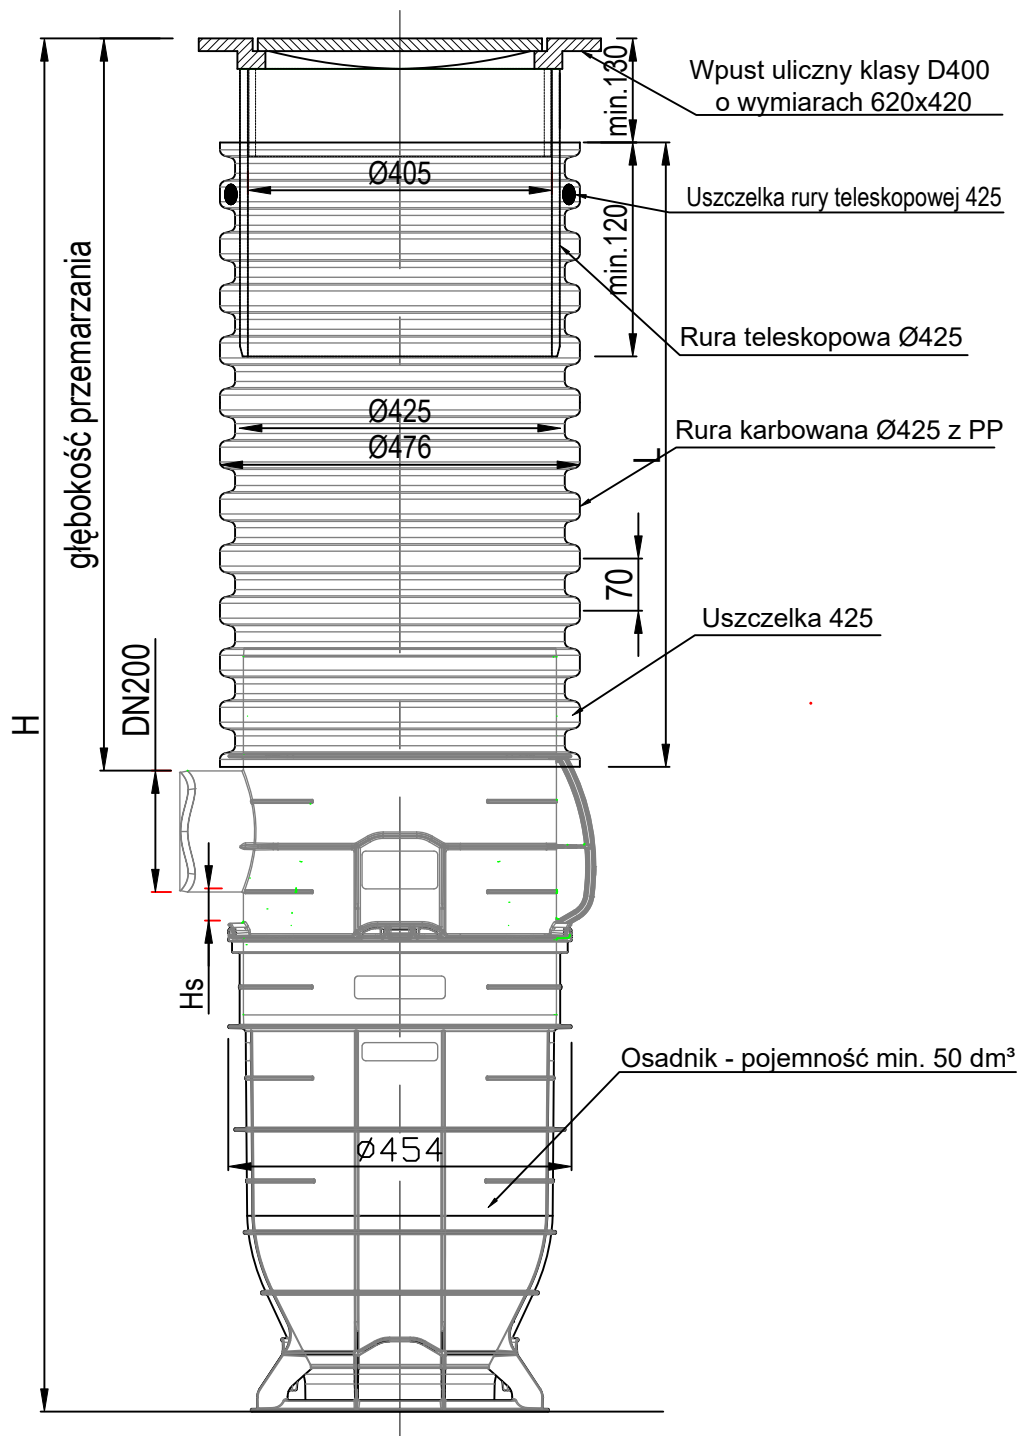 Wpust uliczny klasy D400
o wymiarach 620x420
min.130
Ø405
Uszczelka rury teleskopowej 425
min.120
Rura teleskopowa Ø425
głębokość przemarzania
Ø425
Ø476
Rura karbowana Ø425 z PP
L
70
Uszczelka 425
DN200
H
Hs
Osadnik - pojemność min. 50 dm³
ø454